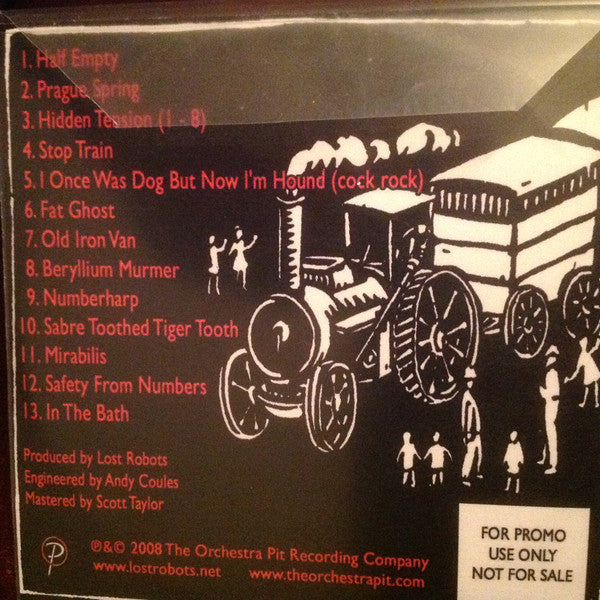 1. Half Empty
2. Prague Spring
3. Hidden Tension (1 - 8)
4. Stop Train
5. I Once Was Dog But Now I'm Hound (cock rock)
6. Fat Ghost
7. Old Iron Van
8. Beryllium Murmer
9. Numberharp
10. Sabre Toothed Tiger Tooth
11. Mirabilis
12. Safety From Numbers
13. In The Bath
Produced by Lost Robots
Engineered by Andy Coules
Mastered by Scott Taylor
P
℗&© 2008 The Orchestra Pit Recording Company
www.lostrobots.net www.theorchestrapit.com
FOR PROMO
USE ONLY
NOT FOR SALE